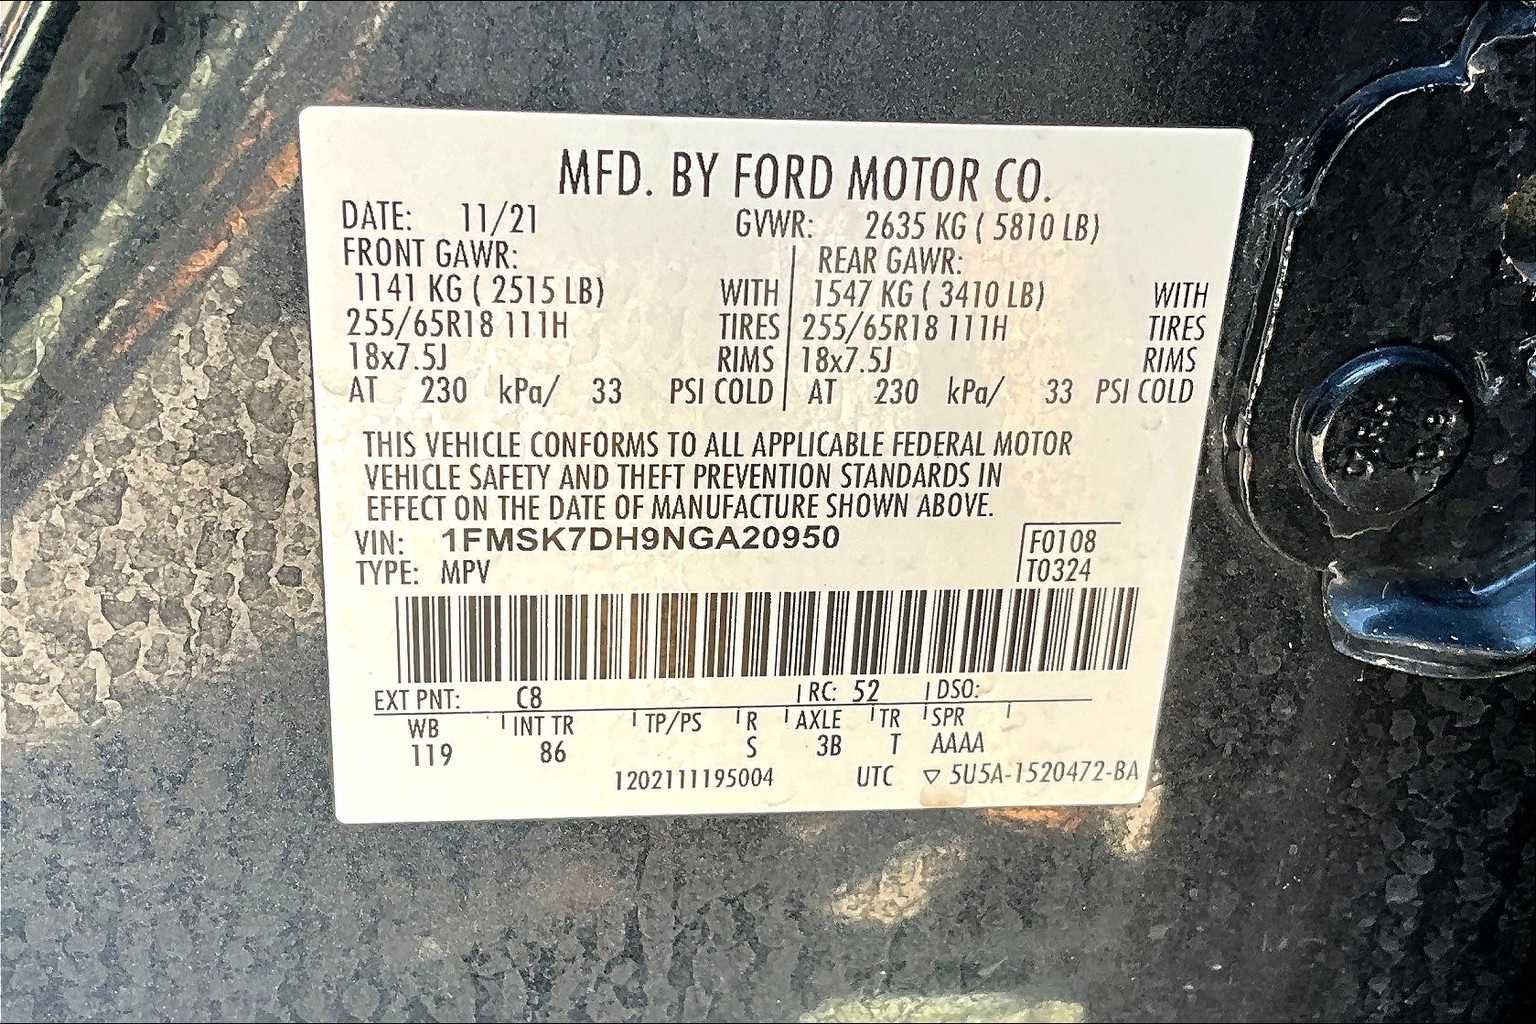 MFD. BY FORD MOTOR CO.
DATE: 11/21 GVWR: 2635 KG ( 5810 LB)
FRONT GAWR: REAR GAWR:
1141 KG ( 2515 LB) WITH 1547 KG ( 3410 LB) WITH
255/65R18 111H TIRES 255/65R18 111H TIRES
18x7.5J RIMS 18x7.5J RIMS
AT 230 kPa/ 33 PSI COLD AT 230 kPa/ 33 PSI COLD
THIS VEHICLE CONFORMS TO ALL APPLICABLE FEDERAL MOTOR
VEHICLE SAFETY AND THEFT PREVENTION STANDARDS IN
EFFECT ON THE DATE OF MANUFACTURE SHOWN ABOVE.
VIN: 1FMSK7DH9NGA20950 F0108
TYPE: MPV T0324
EXT PNT: C8 RC: 52 DSO:
WB INT TR TP/PS R AXLE TR SPR
119 86 S 3B T AAAA
1202111195004 UTC ▽ 5U5A-1520472-BA